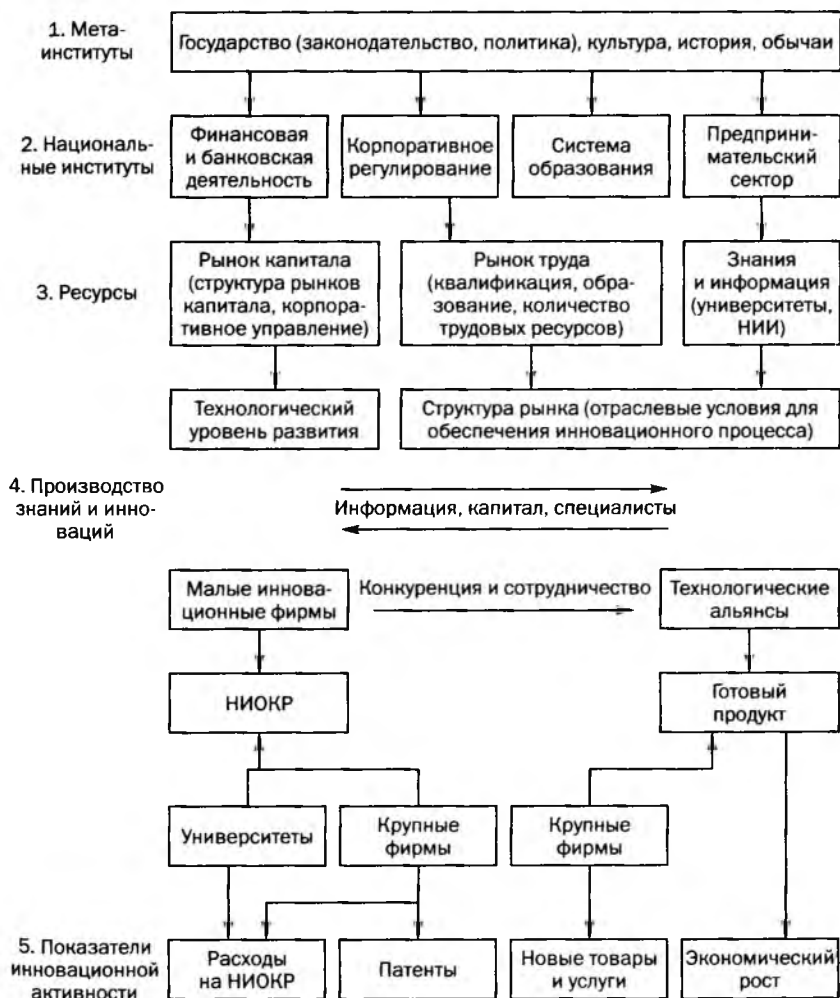 1. Мета-
институты
Государство (законодательство, политика), культура, история, обычаи
2. Националь-
ные институты
Финансовая
и банковская
деятельность
Корпоративное
регулирование
Система
образования
Предприни-
мательский
сектор
3. Ресурсы
Рынок капитала
(структура рынков
капитала, корпора-
тивное управление)
Рынок труда
(квалификация, обра-
зование, количество
трудовых ресурсов)
Знания
и информация
(университеты,
НИИ)
Технологический
уровень развития
Структура рынка (отраслевые условия для
обеспечения инновационного процесса)
4. Производство
знаний и инно-
ваций
Информация, капитал, специалисты
Малые иннова-
ционные фирмы
Конкуренция и сотрудничество
Технологические
альянсы
НИОКР
Готовый
продукт
Университеты
Крупные
фирмы
Крупные
фирмы
5. Показатели
инновационной
активности
Расходы
на НИОКР
Патенты
Новые товары
и услуги
Экономический
рост